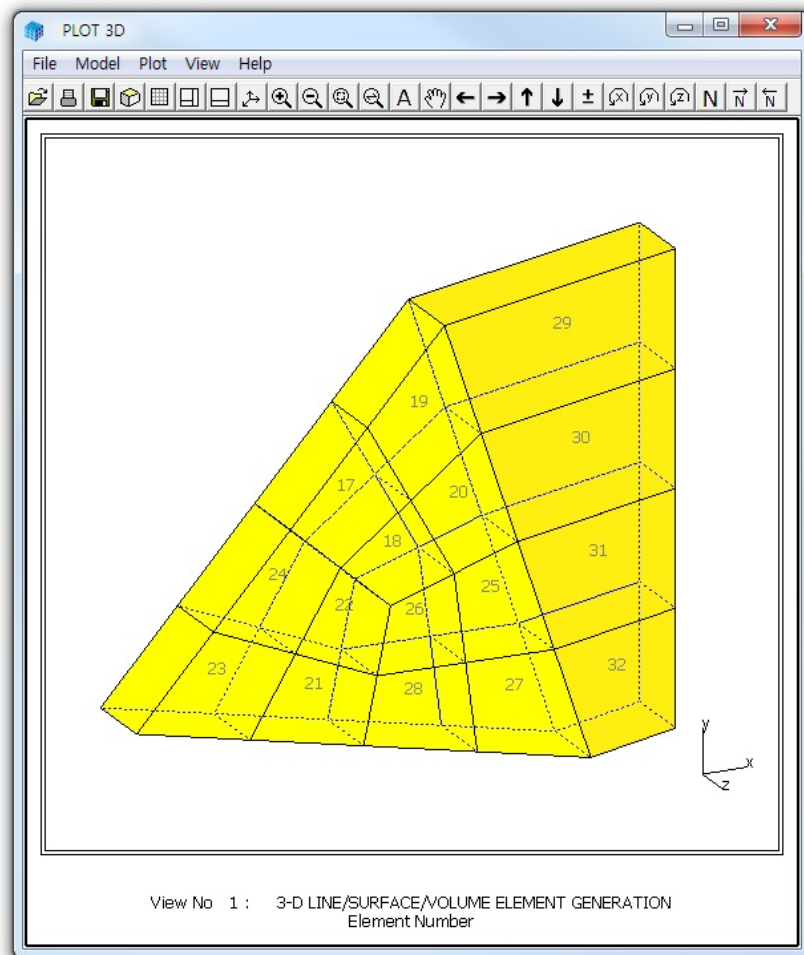 PLOT 3D
File Model Plot View Help
A ± x y z N N N
29
19
30
17
20
18
31
24
25
22
26
32
23
21
28
27
y
x
z
View No 1 : 3-D LINE/SURFACE/VOLUME ELEMENT GENERATION
Element Number